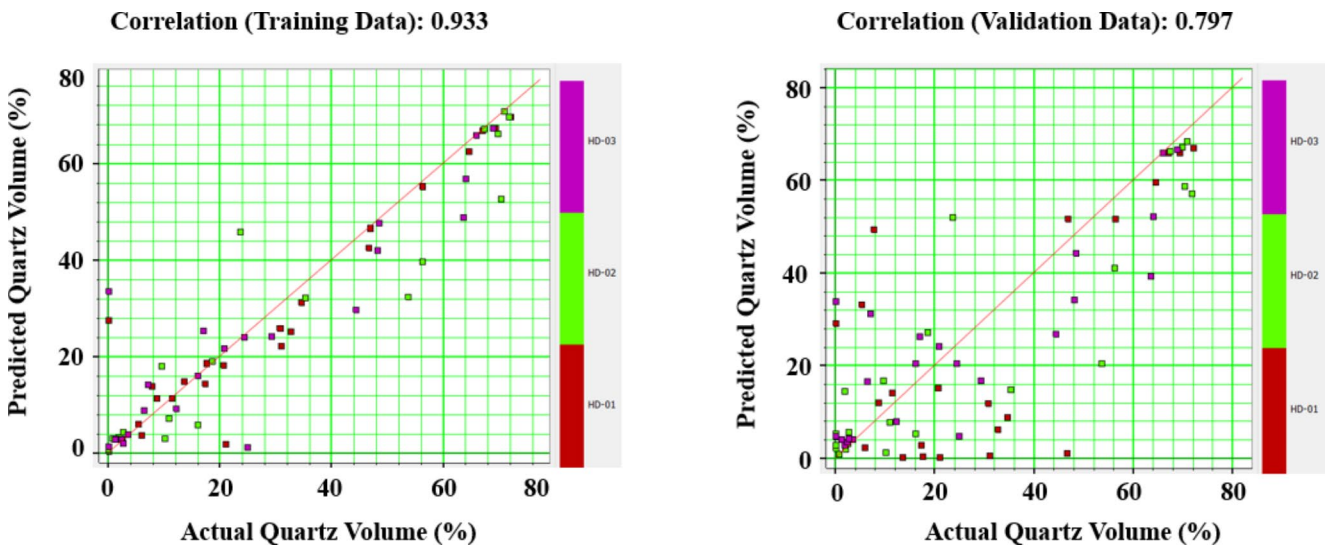 Correlation (Training Data): 0.933
Predicted Quartz Volume (%)
80
60
40
20
0
0 20 40 60 80
Actual Quartz Volume (%)
HD-03
HD-02
HD-01
Correlation (Validation Data): 0.797
Predicted Quartz Volume (%)
80
60
40
20
0
0 20 40 60 80
Actual Quartz Volume (%)
HD-03
HD-02
HD-01